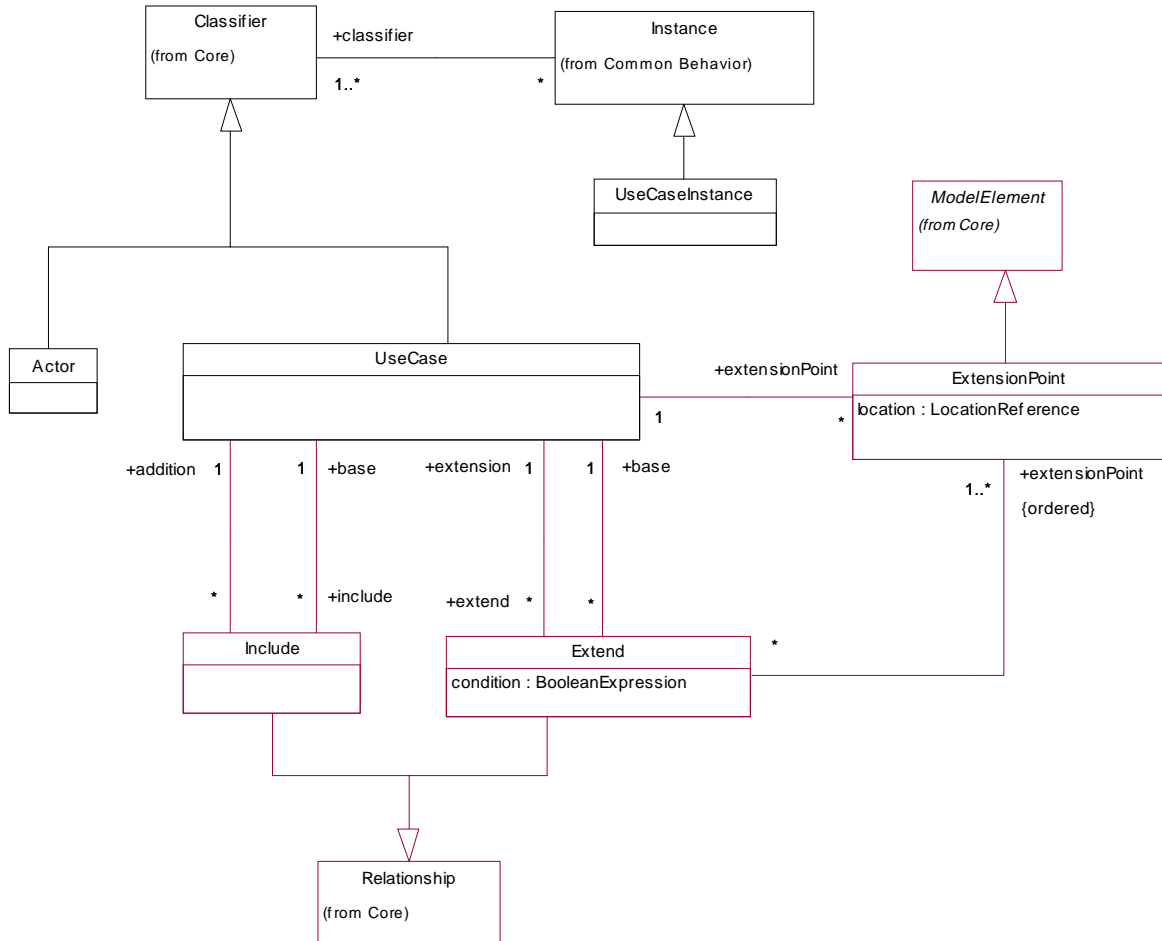 Classifier
(from Core)
+classifier
1..*
*
Instance
(from Common Behavior)
UseCaseInstance
ModelElement
(from Core)
Actor
UseCase
+extensionPoint
1
*
ExtensionPoint
location : LocationReference
+addition
1
1
+base
+extension
1
1
+base
+extensionPoint
1..*
{ordered}
*
*
+include
+extend
*
*
*
Include
Extend
condition : BooleanExpression
Relationship
(from Core)